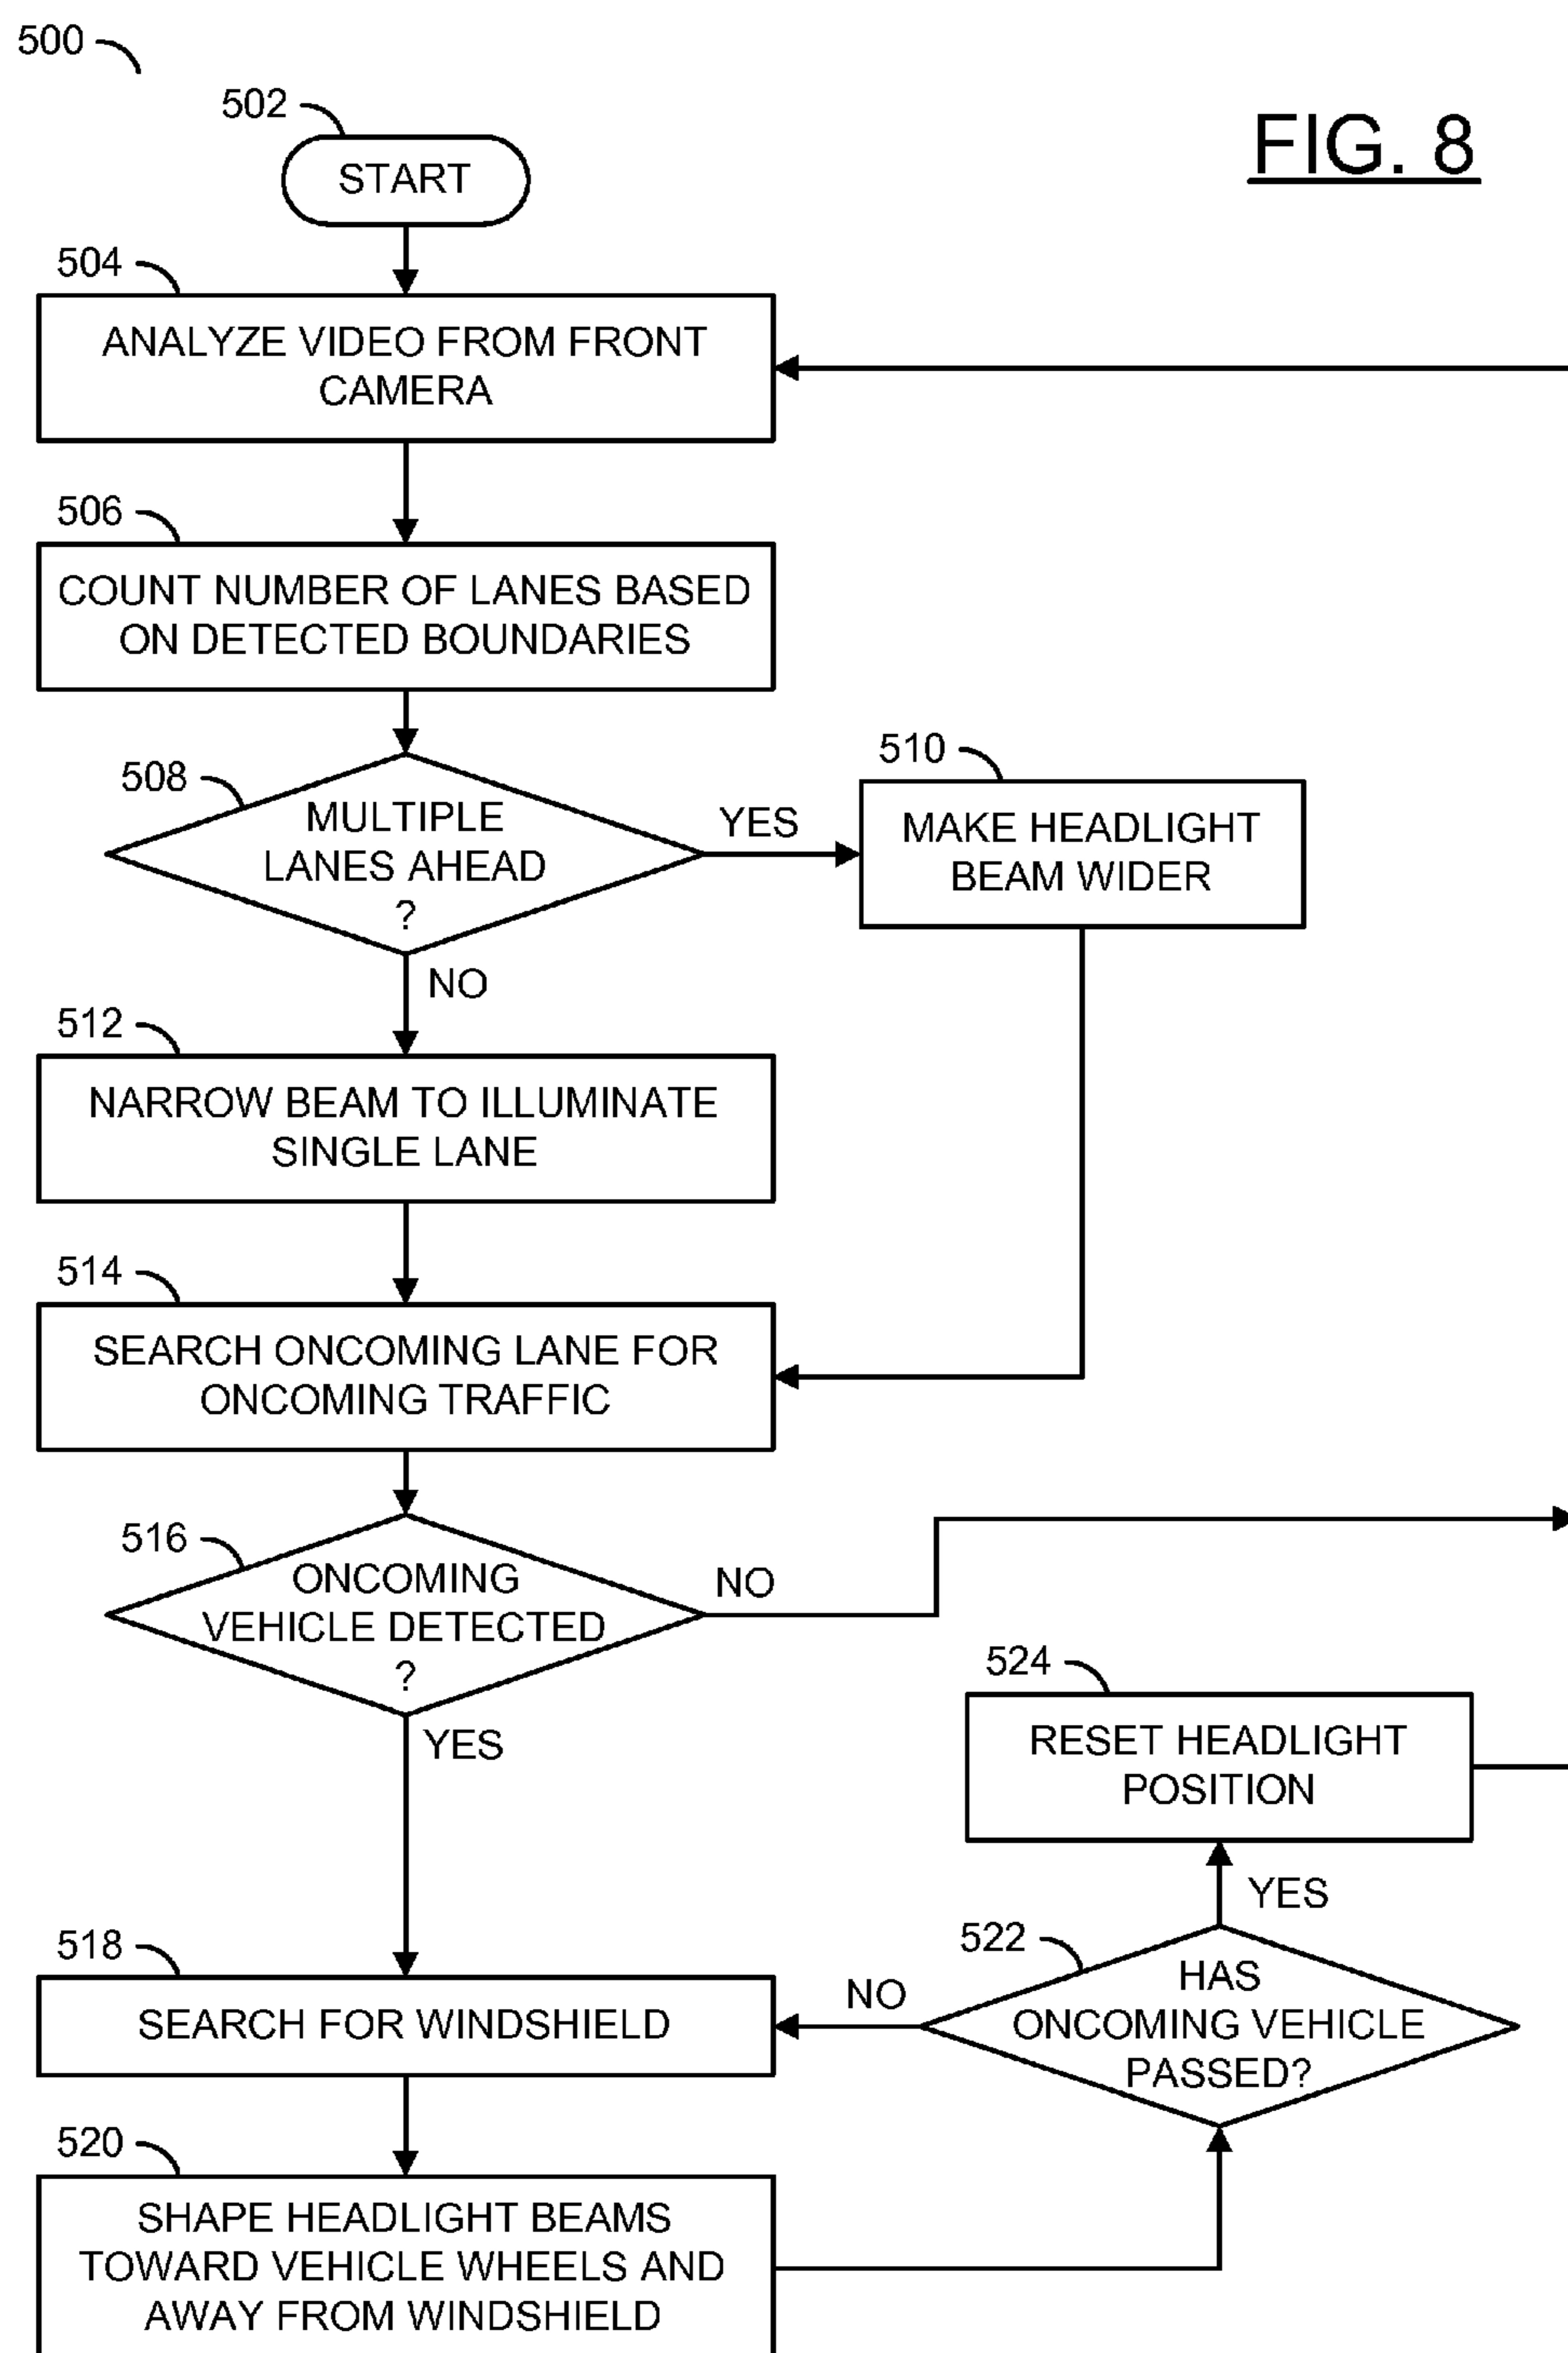 500
502
FIG. 8
START
504
ANALYZE VIDEO FROM FRONT
CAMERA
506
COUNT NUMBER OF LANES BASED
ON DETECTED BOUNDARIES
508
MULTIPLE
LANES AHEAD
?
YES
510
MAKE HEADLIGHT
BEAM WIDER
NO
512
NARROW BEAM TO ILLUMINATE
SINGLE LANE
514
SEARCH ONCOMING LANE FOR
ONCOMING TRAFFIC
516
ONCOMING
VEHICLE DETECTED
?
NO
YES
524
RESET HEADLIGHT
POSITION
YES
518
SEARCH FOR WINDSHIELD
NO
522
HAS
ONCOMING VEHICLE
PASSED?
520
SHAPE HEADLIGHT BEAMS
TOWARD VEHICLE WHEELS AND
AWAY FROM WINDSHIELD